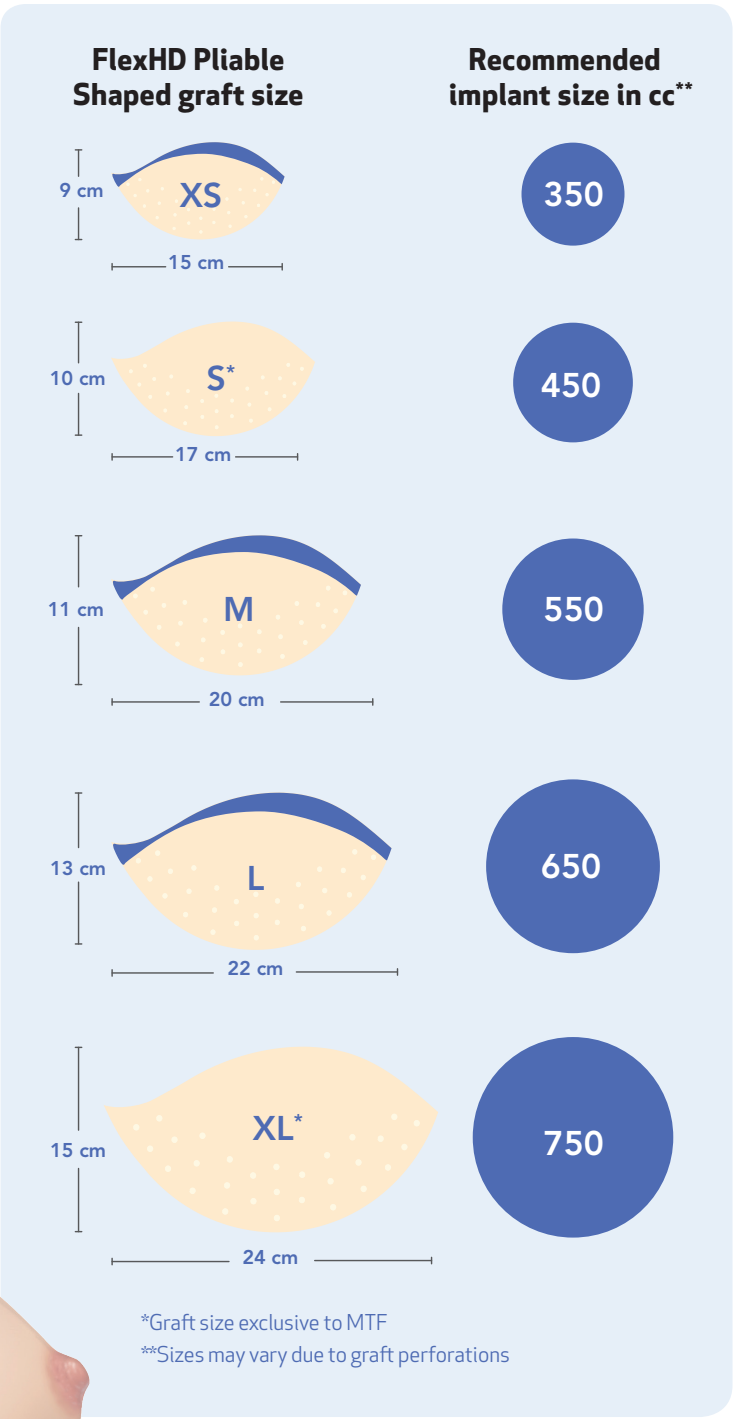 FlexHD Pliable
Shaped graft size
Recommended
implant size in cc**
9 cm
XS
15 cm
350
10 cm
S*
17 cm
450
11 cm
M
20 cm
550
13 cm
L
22 cm
650
15 cm
XL*
24 cm
750
*Graft size exclusive to MTF
**Sizes may vary due to graft perforations